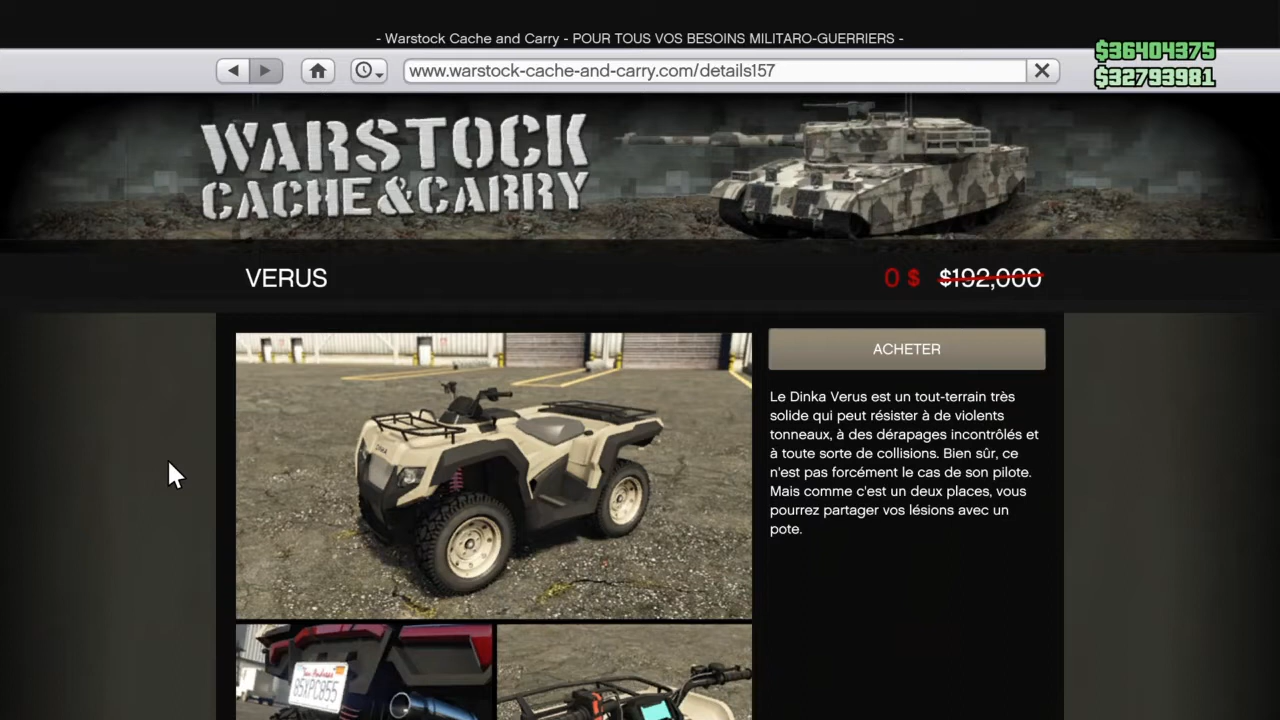 - Warstock Cache and Carry - POUR TOUS VOS BESOINS MILITARO-GUERRIERS -
$36404375
www.warstock-cache-and-carry.com/details157
$32793981
WARSTOCK
CACHE&CARRY
VERUS
0 $ $192,000
ACHETER
Le Dinka Verus est un tout-terrain très
solide qui peut résister à de violents
tonneaux, à des dérapages incontrôlés et
à toute sorte de collisions. Bien sûr, ce
n'est pas forcément le cas de son pilote.
Mais comme c'est un deux places, vous
pourrez partager vos lésions avec un
pote.
San Andreas
85XPC855